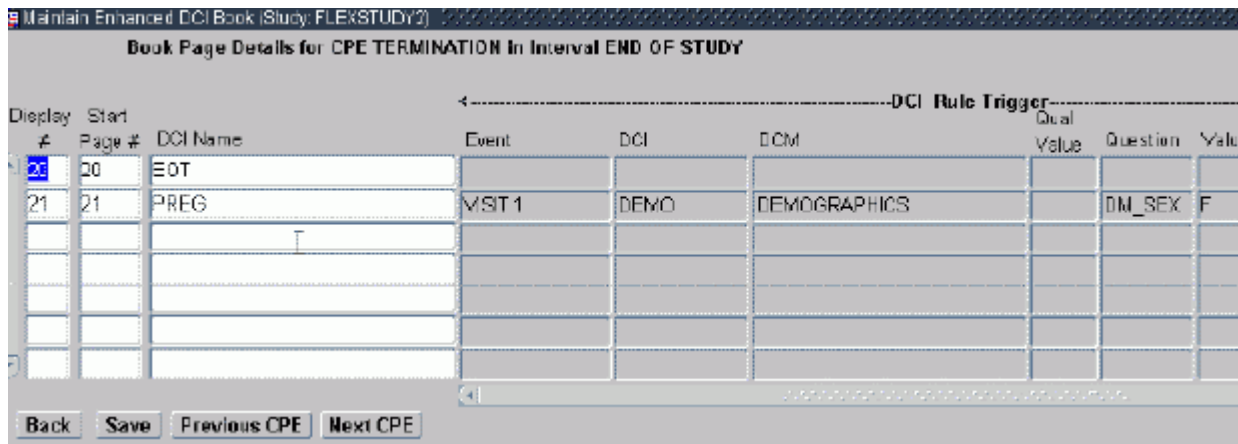 Maintain Enhanced DCI Book (Study: FLEXSTUDY2)
Book Page Details for CPE TERMINATION in Interval END OF STUDY
DCI Rule Trigger
Display # Start Page # DCI Name Event DCI DCM Qual Value Question Valu
20 20 EOT
21 21 PREG VISIT 1 DEMO DEMOGRAPHICS DM_SEX F
Back Save Previous CPE Next CPE